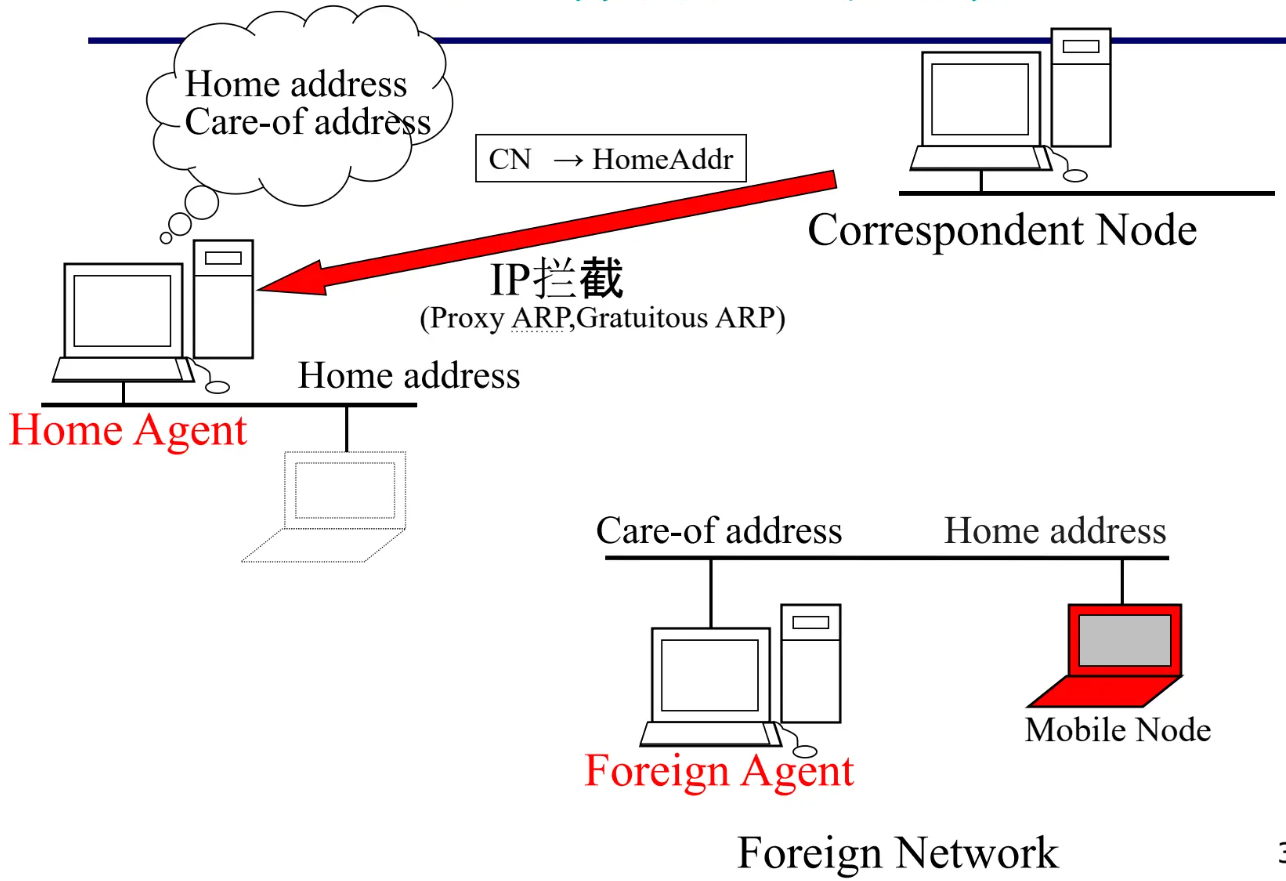 Home address
Care-of address
CN → HomeAddr
Correspondent Node
IP拦截
(Proxy ARP,Gratuitous ARP)
Home address
Home Agent
Care-of address
Home address
Mobile Node
Foreign Agent
Foreign Network